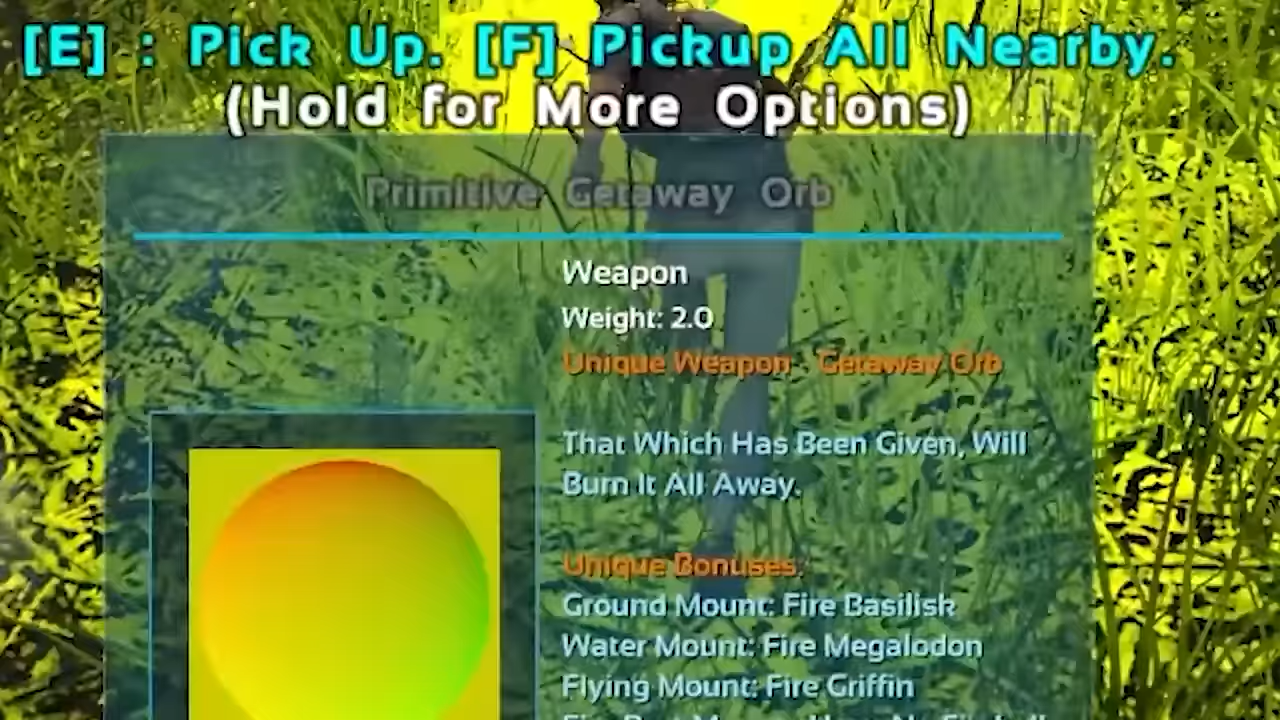 [E] : Pick Up. [F] Pickup All Nearby.
(Hold for More Options)
Primitive Getaway Orb
Weapon
Weight: 2.0
Unique Weapon - Getaway Orb
That Which Has Been Given, Will
Burn It All Away.
Unique Bonuses:
Ground Mount: Fire Basilisk
Water Mount: Fire Megalodon
Flying Mount: Fire Griffin